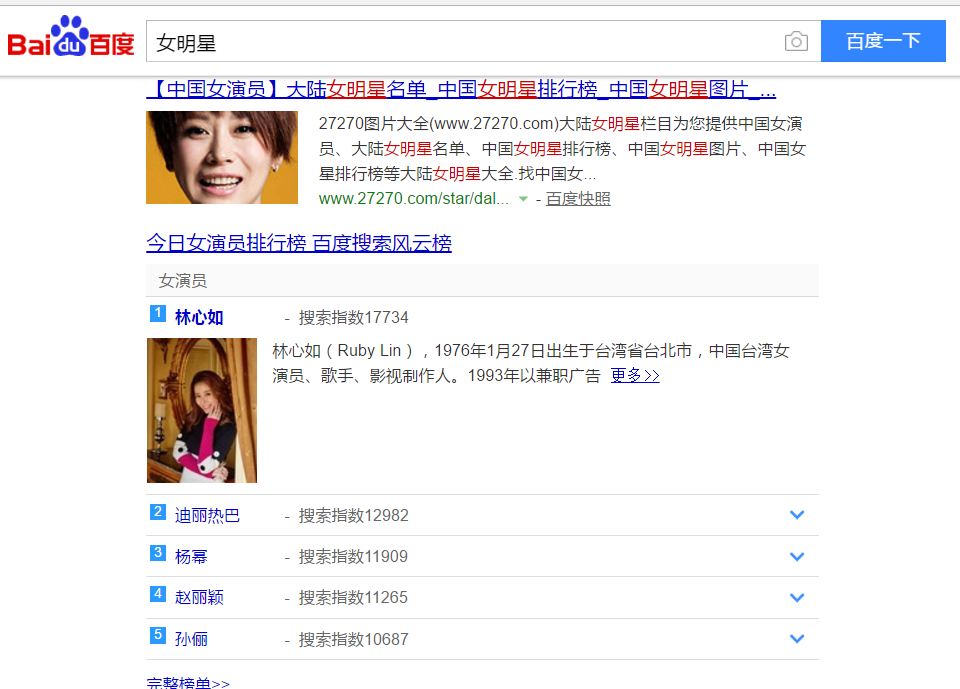 Bai du 百度
女明星
百度一下
【中国女演员】大陆女明星名单_中国女明星排行榜_中国女明星图片_...
27270图片大全(www.27270.com)大陆女明星栏目为您提供中国女演
员、大陆女明星名单、中国女明星排行榜、中国女明星图片、中国女
星排行榜等大陆女明星大全.找中国女...
www.27270.com/star/dal... - 百度快照
今日女演员排行榜 百度搜索风云榜
女演员
1 林心如 - 搜索指数17734
林心如（Ruby Lin），1976年1月27日出生于台湾省台北市，中国台湾女
演员、歌手、影视制作人。1993年以兼职广告 更多>>
2 迪丽热巴 - 搜索指数12982
3 杨幂 - 搜索指数11909
4 赵丽颖 - 搜索指数11265
5 孙俪 - 搜索指数10687
完整榜单>>